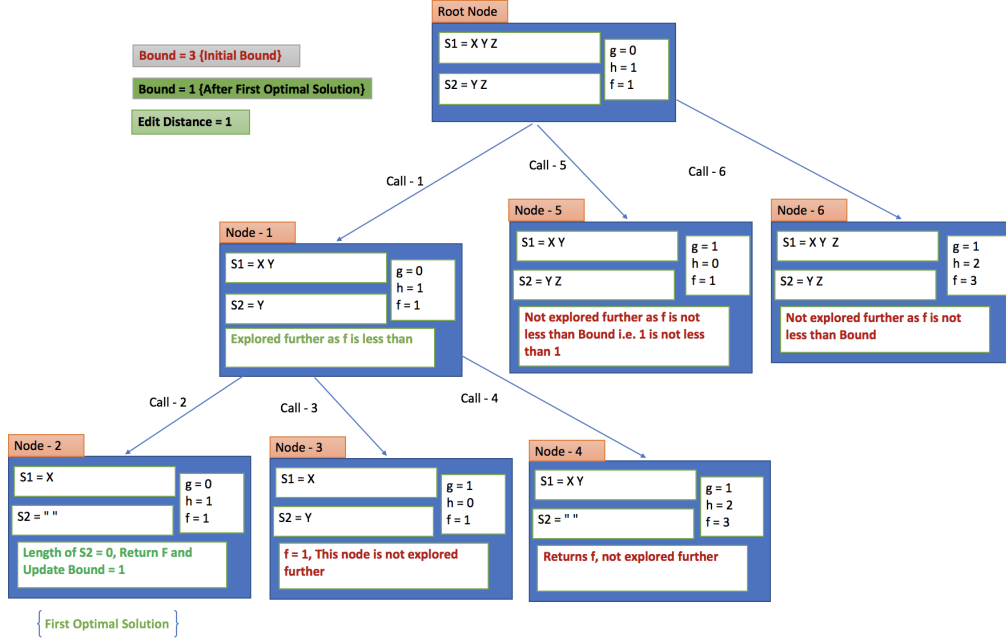 Root Node
S1 = X Y Z
S2 = Y Z
g = 0
h = 1
f = 1
Bound = 3 {Initial Bound}
Bound = 1 {After First Optimal Solution}
Edit Distance = 1
Call - 1
Call - 5
Call - 6
Node - 1
S1 = X Y
S2 = Y
g = 0
h = 1
f = 1
Explored further as f is less than
Node - 5
S1 = X Y
S2 = Y Z
g = 1
h = 0
f = 1
Not explored further as f is not
less than Bound i.e. 1 is not less
than 1
Node - 6
S1 = X Y Z
S2 = Y Z
g = 1
h = 2
f = 3
Not explored further as f is not
less than Bound
Call - 2
Call - 3
Call - 4
Node - 2
S1 = X
S2 = " "
g = 0
h = 1
f = 1
Length of S2 = 0, Return F and
Update Bound = 1
{ First Optimal Solution }
Node - 3
S1 = X
S2 = Y
g = 1
h = 0
f = 1
f = 1, This node is not explored
further
Node - 4
S1 = X Y
S2 = " "
g = 1
h = 2
f = 3
Returns f, not explored further